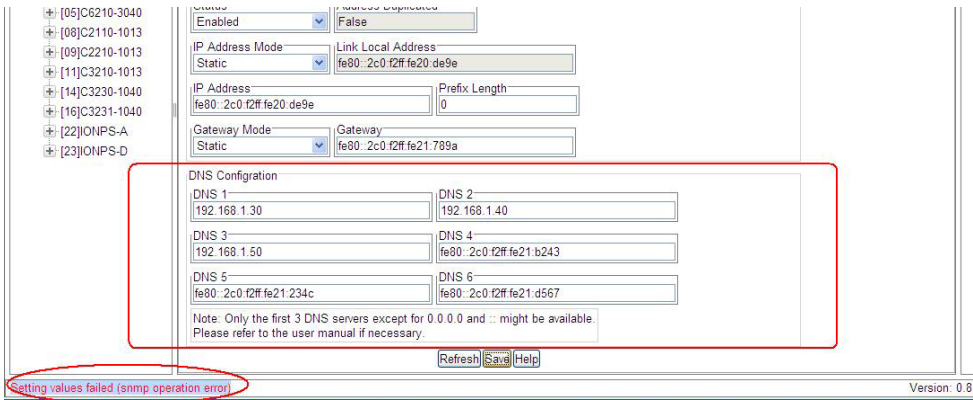 [05]C6210-3040
[08]C2110-1013
[09]C2210-1013
[11]C3210-1013
[14]C3230-1040
[16]C3231-1040
[22]IONPS-A
[23]IONPS-D
Status Address Duplicated
Enabled False
IP Address Mode Link Local Address
Static fe80::2c0:f2ff:fe20:de9e
IP Address Prefix Length
fe80::2c0:f2ff:fe20:de9e 0
Gateway Mode Gateway
Static fe80::2c0:f2ff:fe21:789a
DNS Configration
DNS 1 DNS 2
192.168.1.30 192.168.1.40
DNS 3 DNS 4
192.168.1.50 fe80::2c0:f2ff:fe21:b243
DNS 5 DNS 6
fe80::2c0:f2ff:fe21:234c fe80::2c0:f2ff:fe21:d567
Note: Only the first 3 DNS servers except for 0.0.0.0 and :: might be available.
Please refer to the user manual if necessary.
Refresh Save Help
Setting values failed (snmp operation error) Version: 0.8